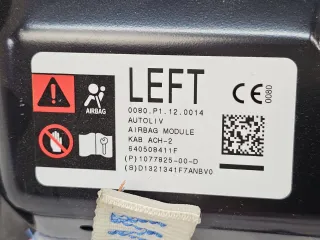 LEFT
CE
0080
AIRBAG
0080.P1.12.0014
AUTOLIV
AIRBAG MODULE
KAB ACH-2
640508411F
(P)1077825-00-D
(S)D1321341F7ANBV0